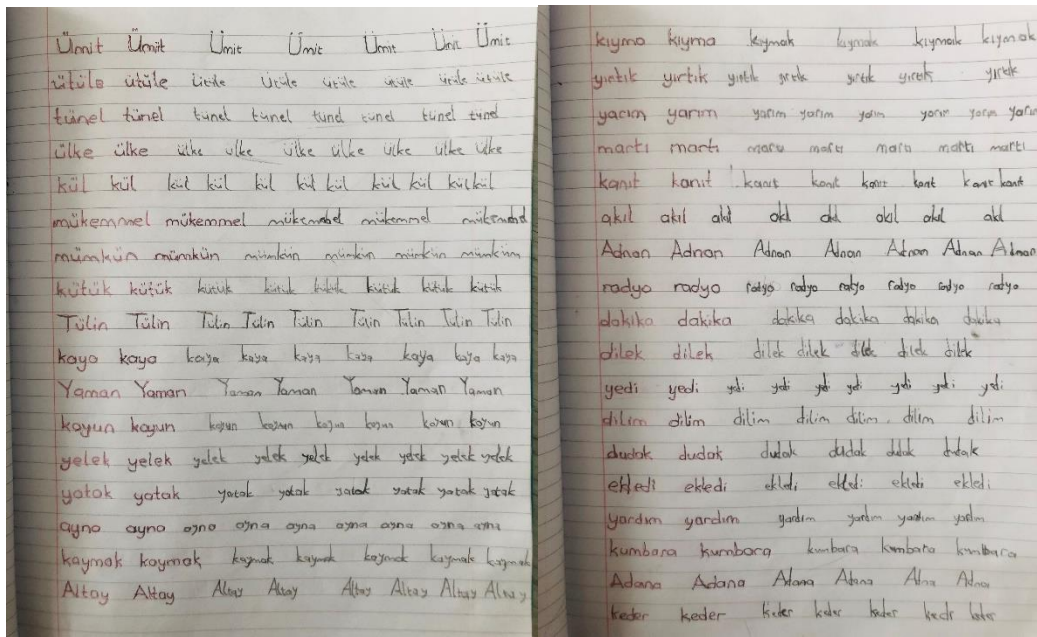 Ümit Ümit Ümit Ümit Ümit Ümit Ümit
ütüle ütüle ütüle ütüle ütüle ütüle ütüle ütüle
tünel tünel tünel tünel tünel tünel tünel tünel
ülke ülke ülke ülke ülke ülke ülke ülke ülke
kül kül kül kül kül kül kül kül kül kül kül
mükemmel mükemmel mükemmel
mümkün mümkün mümkün mümkün mümkün mümkün
kütük kütük kütük kütük kütük kütük kütük kütük
Tülin Tülin Tülin Tülin Tülin Tülin Tülin Tülin Tülin
kaya kaya kaya kaya kaya kaya kaya kaya kaya
Yaman Yaman Yaman Yaman Yaman Yaman Yaman
koyun koyun koyun koyun koyun koyun koyun koyun
yelek yelek yelek yelek yelek yelek yelek yelek yelek
yatak yatak yatak yatak yatak yatak yatak yatak
ayna ayna ayna ayna ayna ayna ayna ayna ayna
kaymak kaymak kaymak kaymak kaymak kaymak kaymak
Altay Altay Altay Altay Altay Altay Altay Altay
kıyma kıyma kıymak kıymak kıymak kıymak
yırtık yırtık yırtık yırtık yırtık yırtık yırtık
yarım yarım yarım yarım yarım yarım yarım yarım
martı martı martı martı martı martı
kanıt kanıt kanıt kanıt kanıt kanıt kanıt kanıt
akıl akıl akıl akıl akıl akıl akıl akıl
Adnan Adnan Adnan Adnan Adnan Adnan Adnan
radyo radyo radyo radyo radyo radyo radyo radyo
dakika dakika dakika dakika dakika dakika
dilek dilek dilek dilek dilek dilek dilek
yedi yedi yedi yedi yedi yedi yedi yedi yedi
dilim dilim dilim dilim dilim dilim dilim
dudak dudak dudak dudak dudak dudak
ekledi ekledi ekledi ekledi ekledi ekledi
yardım yardım yardım yardım yardım yardım
kumbara kumbara kumbara kumbara kumbara
Adana Adana Adana Adana
keder keder keder keder keder